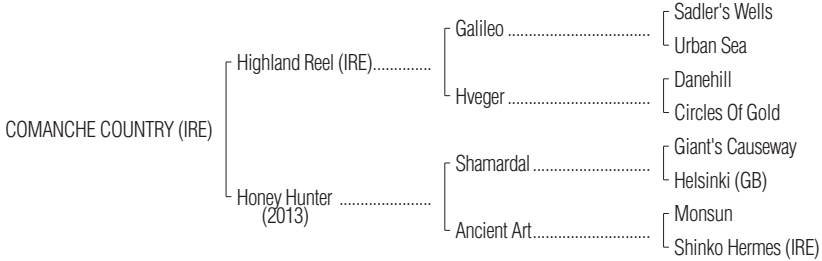 Sadler's Wells
Galileo ................................
Urban Sea
Highland Reel (IRE)..............
Danehill
Hveger ................................
Circles Of Gold
COMANCHE COUNTRY (IRE)
Giant's Causeway
Shamardal ..........................
Helsinki (GB)
Honey Hunter ......................
(2013)
Monsun
Ancient Art..........................
Shinko Hermes (IRE)